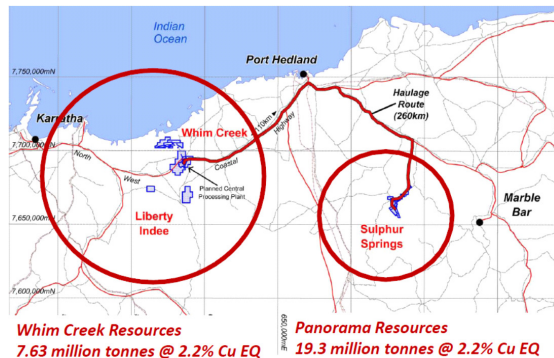 Indian
Ocean
Port Hedland
7,750,000mN
Karratha
Haulage
Route
(260km)
Whim Creek
110km
Highway
7,700,000mN
North
West
Coastal
Planned Central
Processing Plant
Marble
Bar
Liberty
Indee
Sulphur
Springs
7,650,000mN
7,600,000mN
650,000mE
Whim Creek Resources
7.63 million tonnes @ 2.2% Cu EQ
Panorama Resources
19.3 million tonnes @ 2.2% Cu EQ